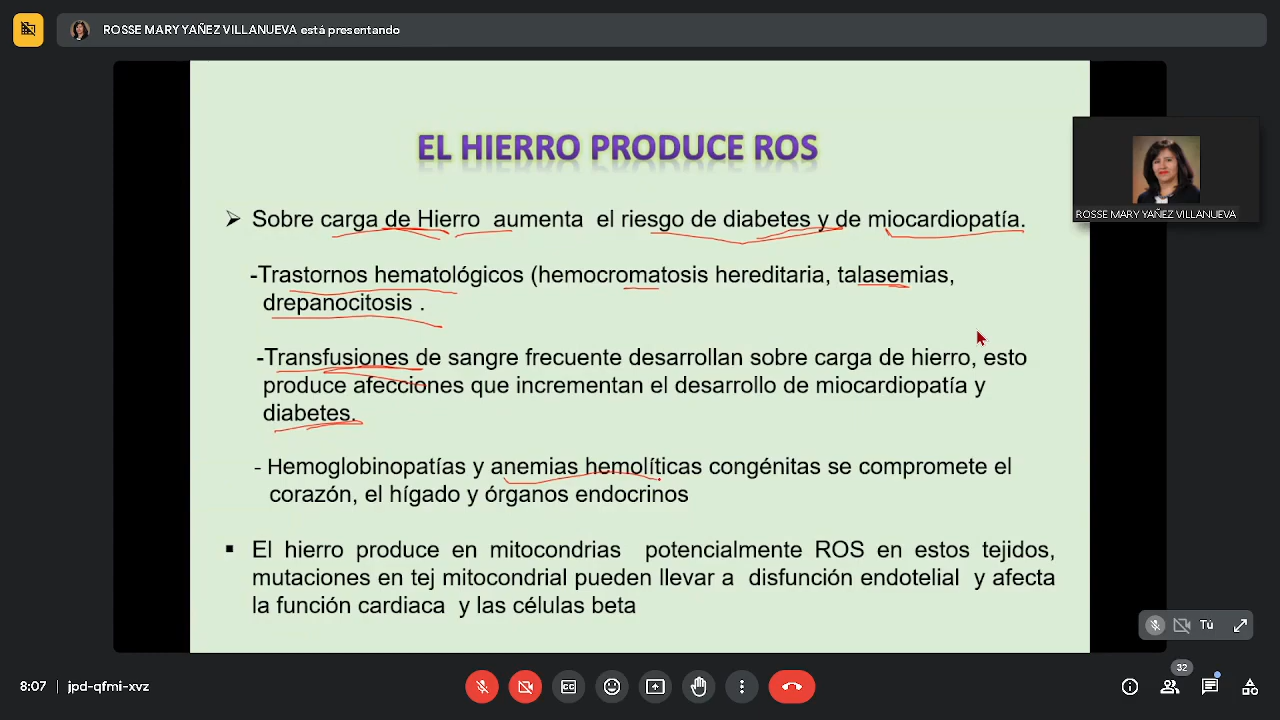 ROSSE MARY YAÑEZ VILLANUEVA está presentando
EL HIERRO PRODUCE ROS
➢ Sobre carga de Hierro aumenta el riesgo de diabetes y de miocardiopatía.
-Trastornos hematológicos (hemocromatosis hereditaria, talasemias,
drepanocitosis .
-Transfusiones de sangre frecuente desarrollan sobre carga de hierro, esto
produce afecciones que incrementan el desarrollo de miocardiopatía y
diabetes.
- Hemoglobinopatías y anemias hemolíticas congénitas se compromete el
corazón, el hígado y órganos endocrinos
▪ El hierro produce en mitocondrias potencialmente ROS en estos tejidos,
mutaciones en tej mitocondrial pueden llevar a disfunción endotelial y afecta
la función cardiaca y las células beta
ROSSE MARY YAÑEZ VILLANUEVA
Tú
8:07 jpd-qfmi-xvz
32